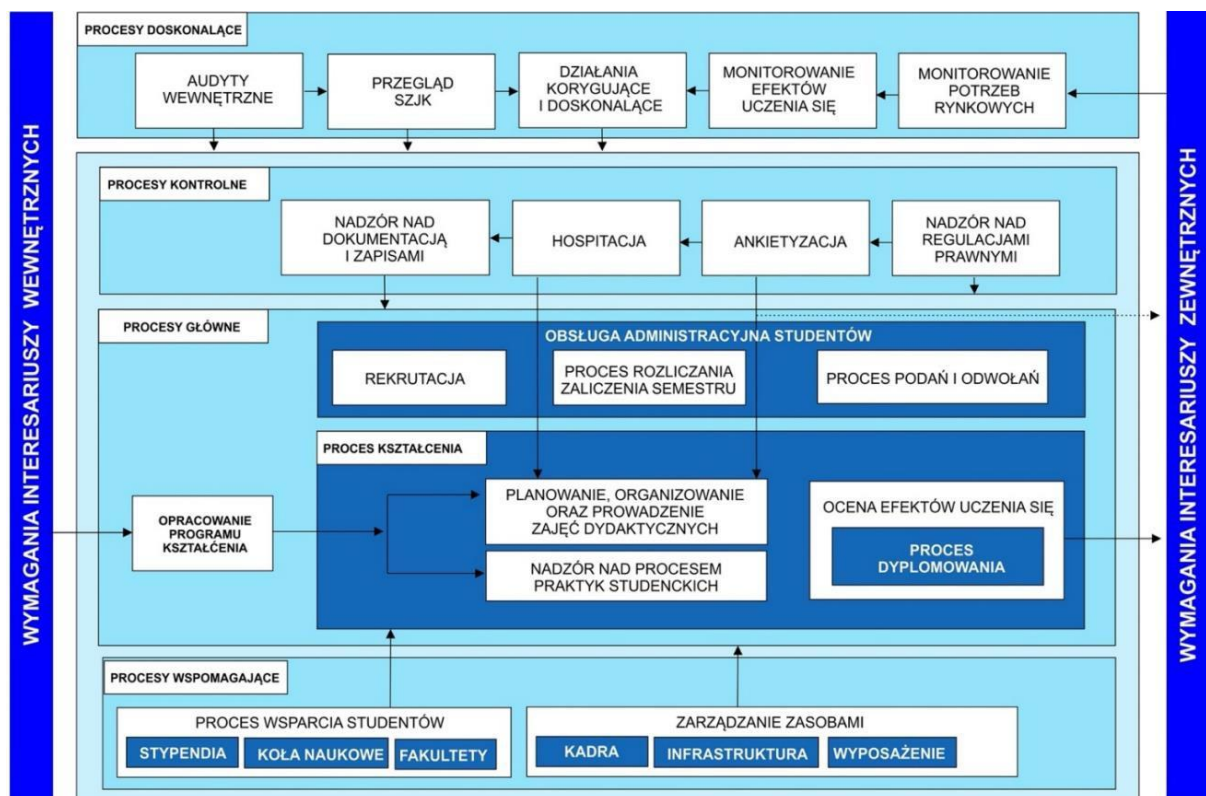 WYMAGANIA INTERESARIUSZY WEWNĘTRZNYCH
PROCESY DOSKONALĄCE
AUDYTY
WEWNĘTRZNE
PRZEGLĄD
SZJK
DZIAŁANIA
KORYGUJĄCE
I DOSKONALĄCE
MONITOROWANIE
EFEKTÓW
UCZENIA SIĘ
MONITOROWANIE
POTRZEB
RYNKOWYCH
PROCESY KONTROLNE
NADZÓR NAD
DOKUMENTACJĄ
I ZAPISAMI
HOSPITACJA
ANKIETYZACJA
NADZÓR NAD
REGULACJAMI
PRAWNYMI
PROCESY GŁÓWNE
OBSŁUGA ADMINISTRACYJNA STUDENTÓW
REKRUTACJA
PROCES ROZLICZANIA
ZALICZENIA SEMESTRU
PROCES PODAŃ I ODWOŁAŃ
PROCES KSZTAŁCENIA
OPRACOWANIE
PROGRAMU
KSZTAŁĆENIA
PLANOWANIE, ORGANIZOWANIE
ORAZ PROWADZENIE
ZAJĘĆ DYDAKTYCZNYCH
NADZÓR NAD PROCESEM
PRAKTYK STUDENCKICH
OCENA EFEKTÓW UCZENIA SIĘ
PROCES
DYPLOMOWANIA
PROCESY WSPOMAGAJĄCE
PROCES WSPARCIA STUDENTÓW
STYPENDIA
KOŁA NAUKOWE
FAKULTETY
ZARZĄDZANIE ZASOBAMI
KADRA
INFRASTRUKTURA
WYPOSAŻENIE
WYMAGANIA INTERESARIUSZY ZEWNĘTRZNYCH